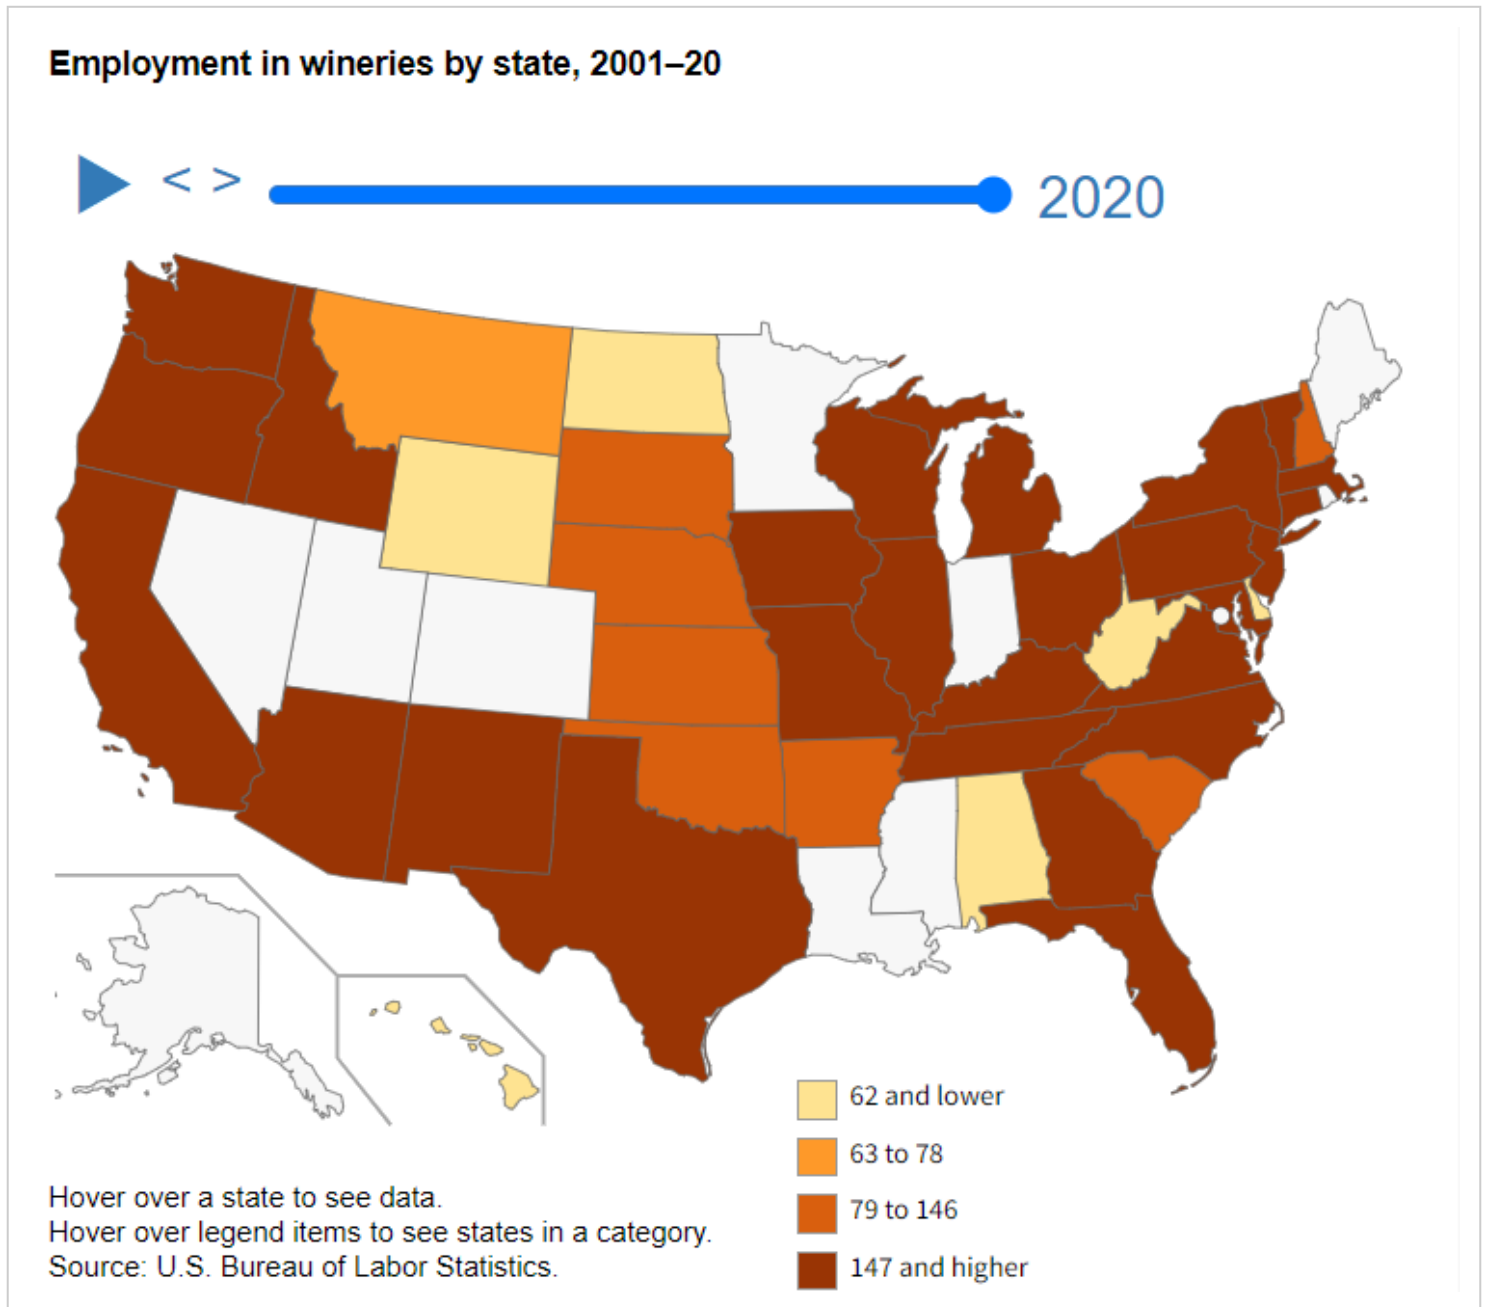 Employment in wineries by state, 2001–20
< >
2020
62 and lower
63 to 78
79 to 146
147 and higher
Hover over a state to see data.
Hover over legend items to see states in a category.
Source: U.S. Bureau of Labor Statistics.